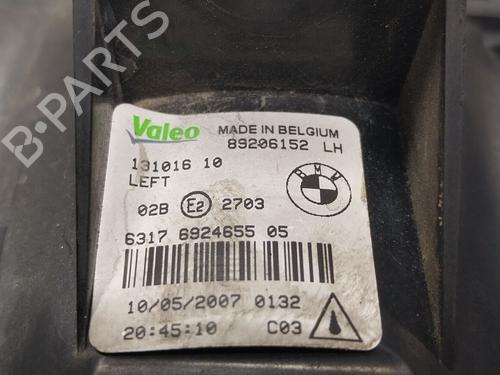 Valeo MADE IN BELGIUM
89206152 LH
131016 10
LEFT
BMW
02B E2 2703
6317 6924655 05
10/05/2007 0132
20:45:10 C03
B-PARTS